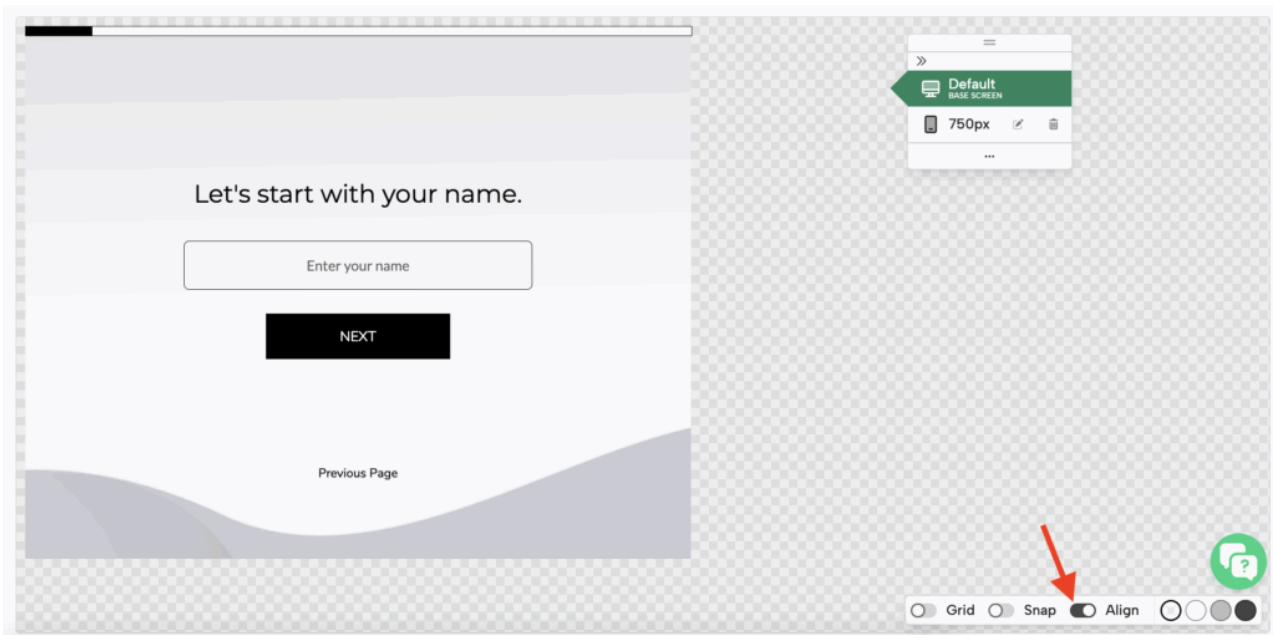 Default
BASE SCREEN
750px
...
Let's start with your name.
Enter your name
NEXT
Previous Page
Grid Snap Align